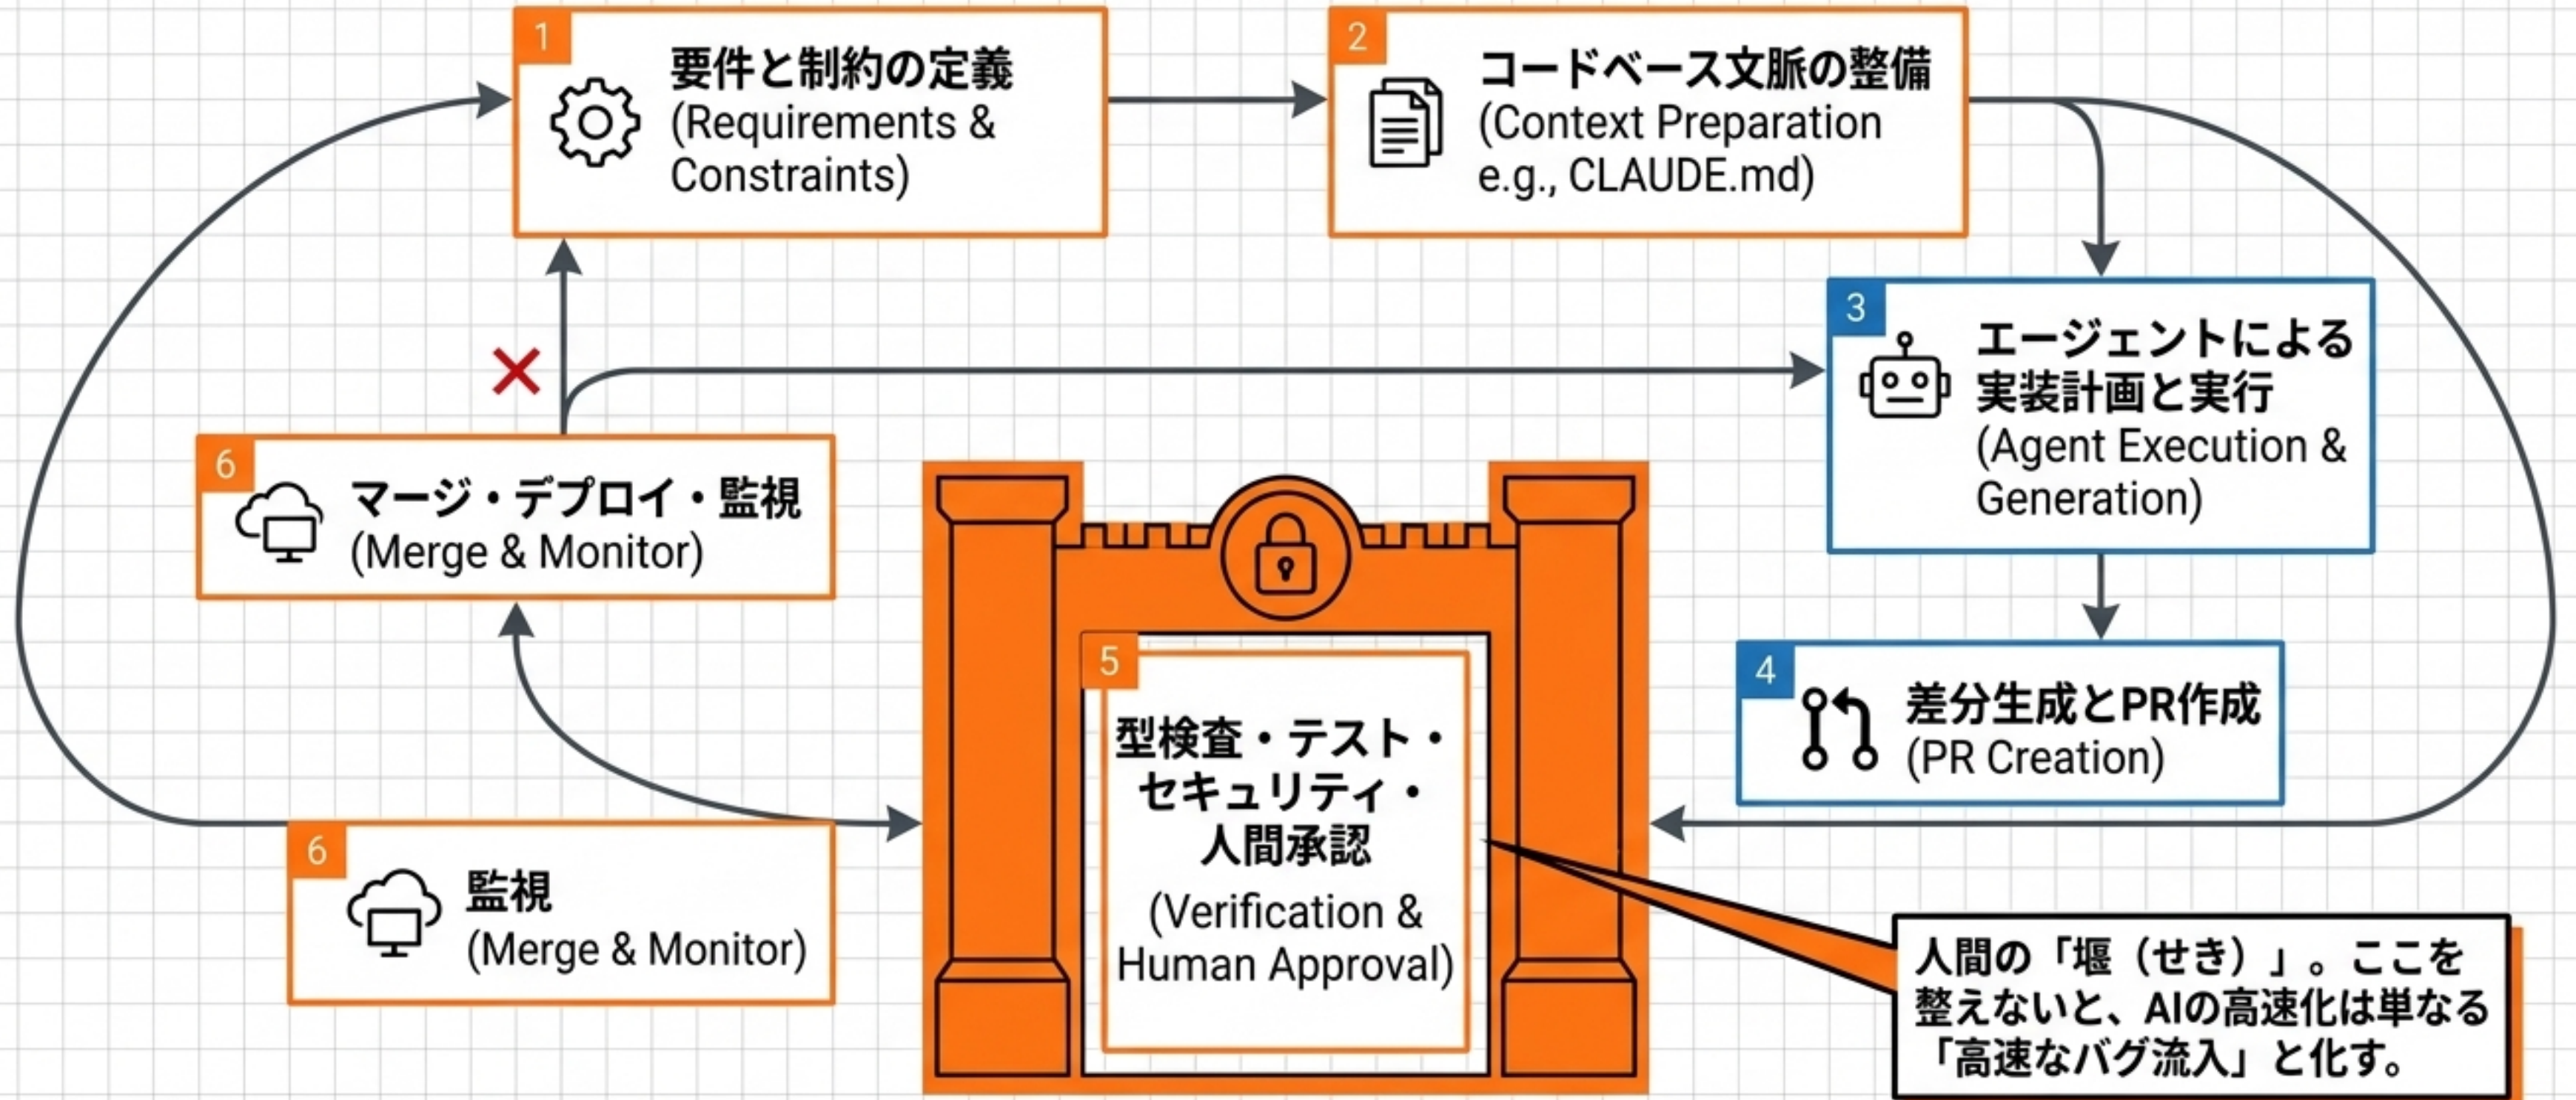 1
要件と制約の定義
(Requirements &
Constraints)
2
コードベース文脈の整備
(Context Preparation
e.g., CLAUDE.md)
3
エージェントによる
実装計画と実行
(Agent Execution &
Generation)
4
差分生成とPR作成
(PR Creation)
5
型検査・テスト・
セキュリティ・
人間承認
(Verification &
Human Approval)
6
マージ・デプロイ・監視
(Merge & Monitor)
6
監視
(Merge & Monitor)
人間の「堰（せき）」。ここを
整えないと、AIの高速化は単なる
「高速なバグ流入」と化す。